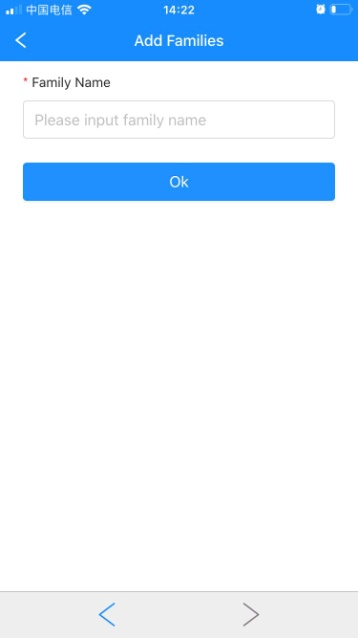 中国电信
14:22
Add Families
* Family Name
Please input family name
Ok